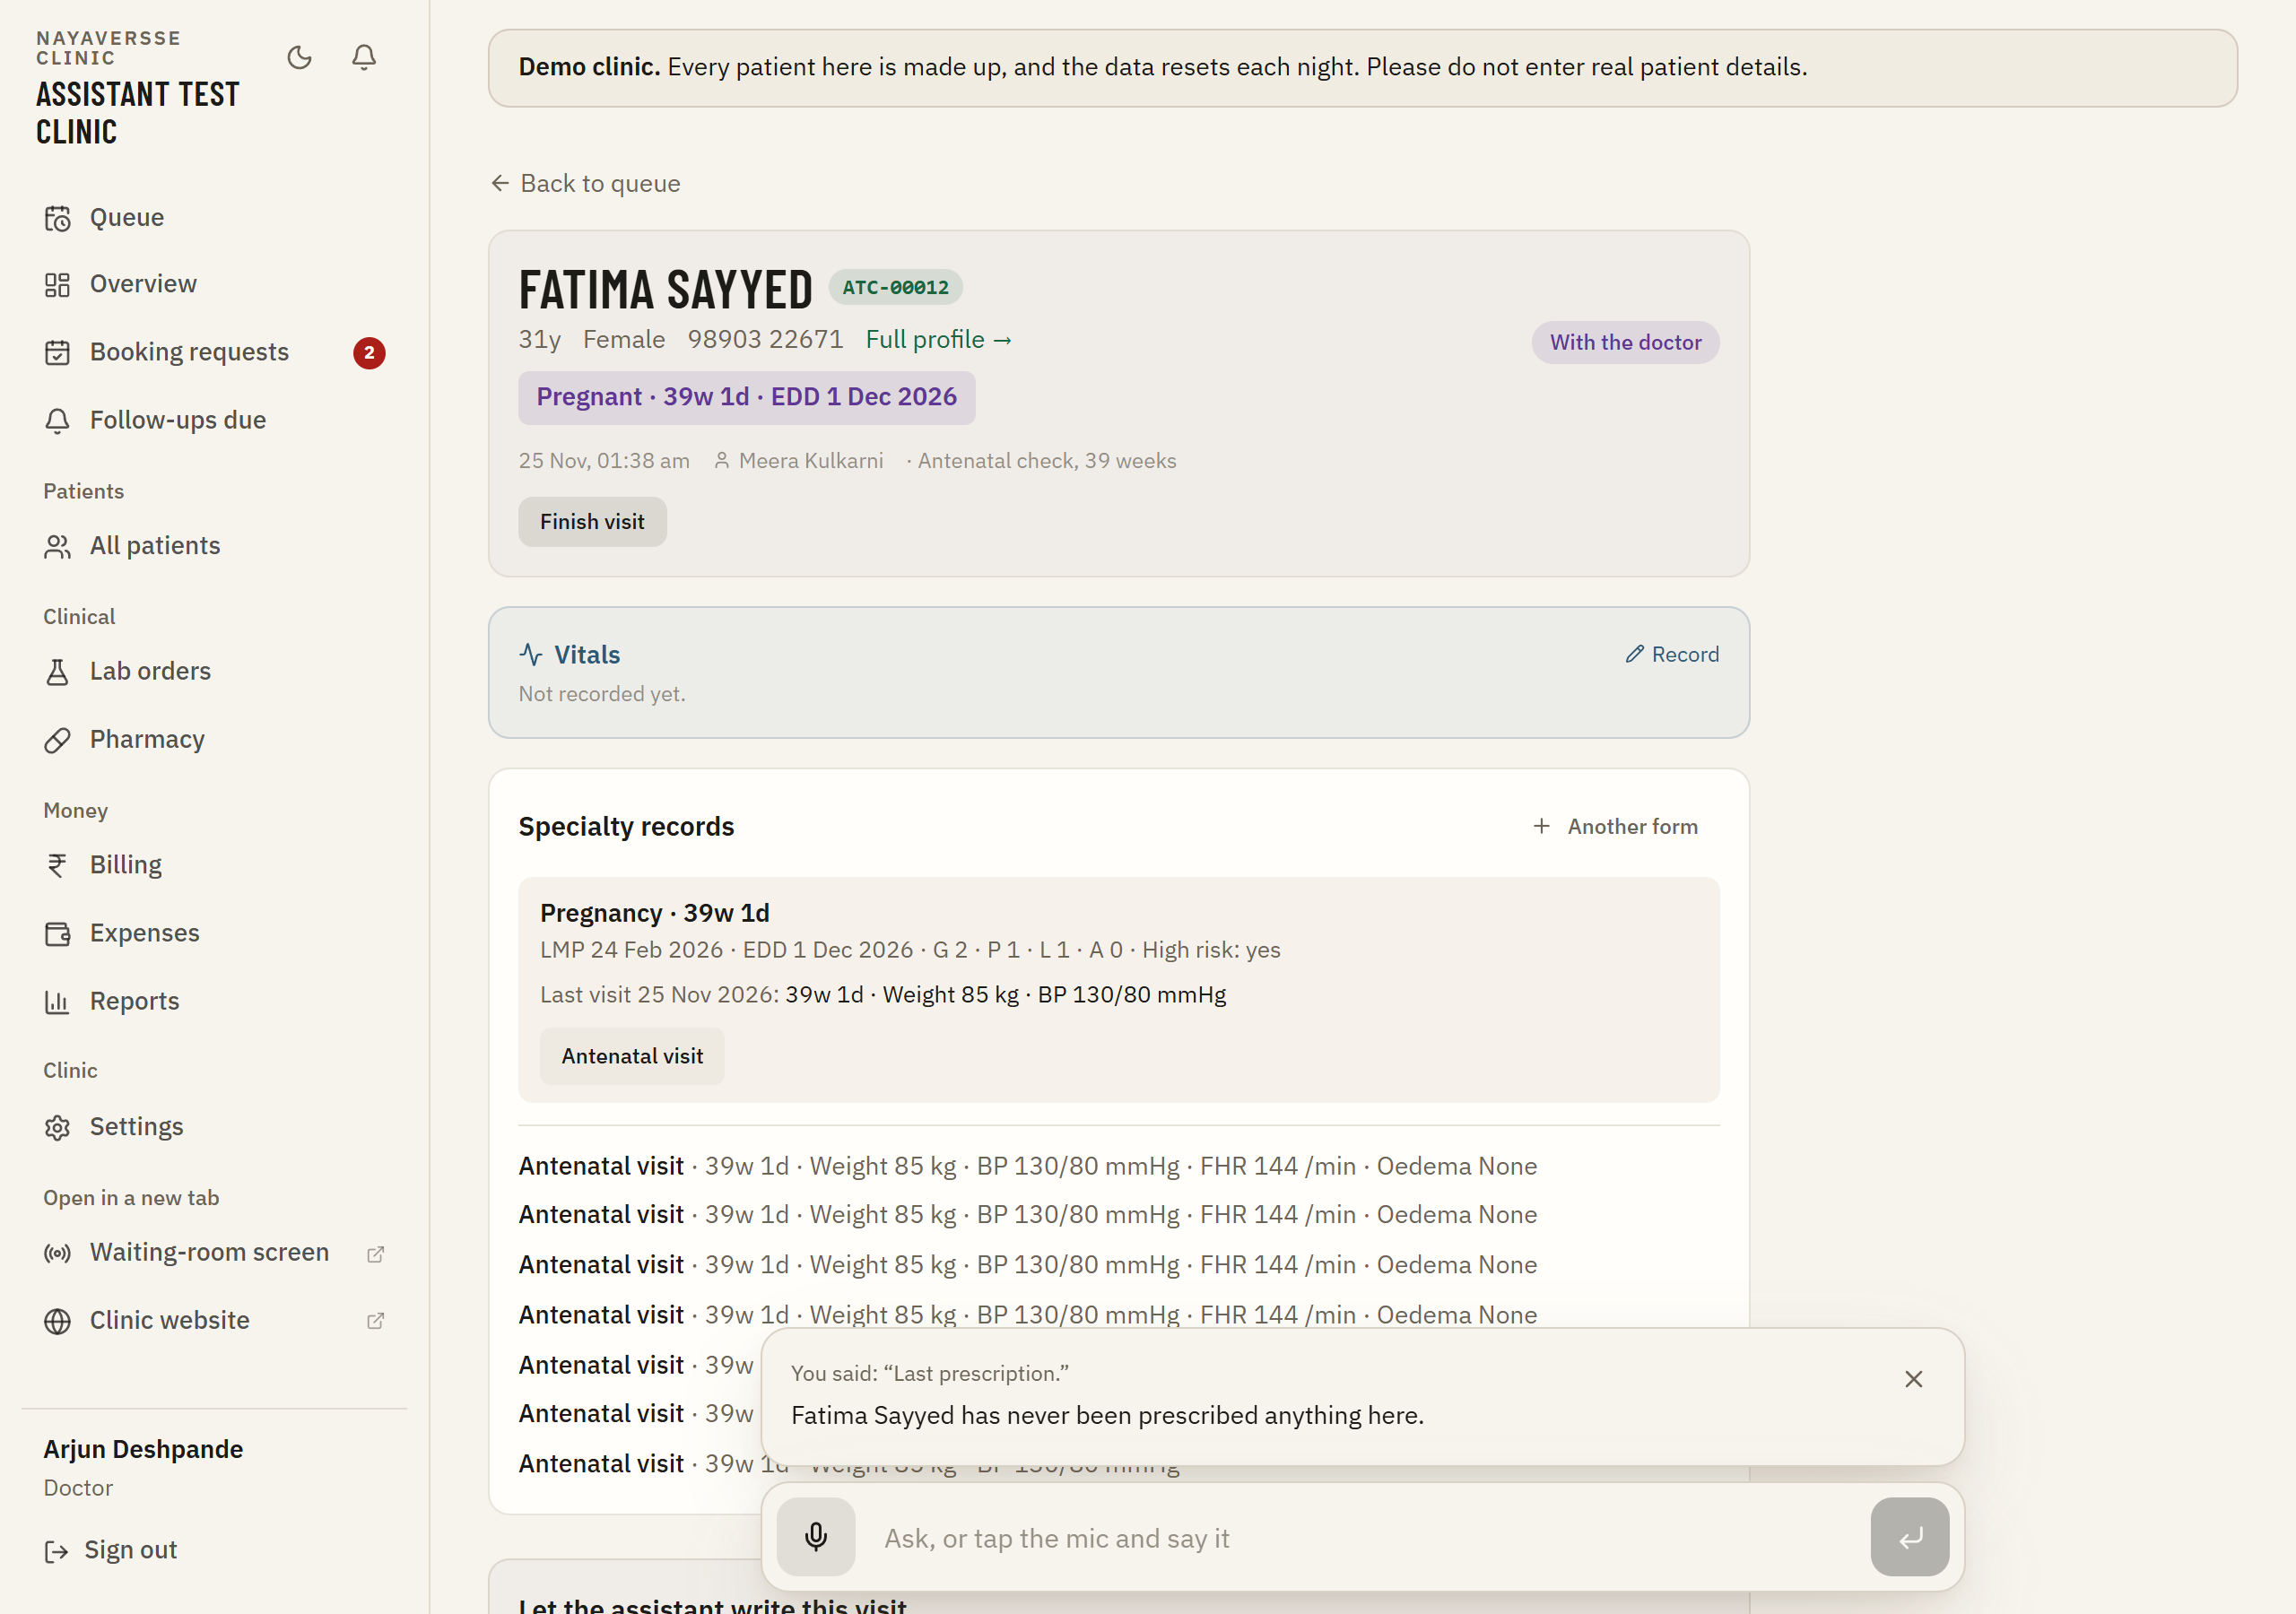 NAYAVERSSE
CLINIC
ASSISTANT TEST
CLINIC
Queue
Overview
Booking requests 2
Follow-ups due
Patients
All patients
Clinical
Lab orders
Pharmacy
Money
Billing
Expenses
Reports
Clinic
Settings
Open in a new tab
Waiting-room screen
Clinic website
Arjun Deshpande
Doctor
Sign out
Demo clinic. Every patient here is made up, and the data resets each night. Please do not enter real patient details.
← Back to queue
FATIMA SAYYED ATC-00012
31y Female 98903 22671 Full profile →
With the doctor
Pregnant · 39w 1d · EDD 1 Dec 2026
25 Nov, 01:38 am Meera Kulkarni · Antenatal check, 39 weeks
Finish visit
Vitals Record
Not recorded yet.
Specialty records + Another form
Pregnancy · 39w 1d
LMP 24 Feb 2026 · EDD 1 Dec 2026 · G 2 · P 1 · L 1 · A 0 · High risk: yes
Last visit 25 Nov 2026: 39w 1d · Weight 85 kg · BP 130/80 mmHg
Antenatal visit
Antenatal visit · 39w 1d · Weight 85 kg · BP 130/80 mmHg · FHR 144 /min · Oedema None
Antenatal visit · 39w 1d · Weight 85 kg · BP 130/80 mmHg · FHR 144 /min · Oedema None
Antenatal visit · 39w 1d · Weight 85 kg · BP 130/80 mmHg · FHR 144 /min · Oedema None
Antenatal visit · 39w 1d · Weight 85 kg · BP 130/80 mmHg · FHR 144 /min · Oedema None
Antenatal visit · 39w
Antenatal visit · 39w
Antenatal visit · 39w 1d · Weight 85 kg · BP 130/80 mmHg
You said: “Last prescription.”
Fatima Sayyed has never been prescribed anything here.
Ask, or tap the mic and say it
Let the assistant write this visit